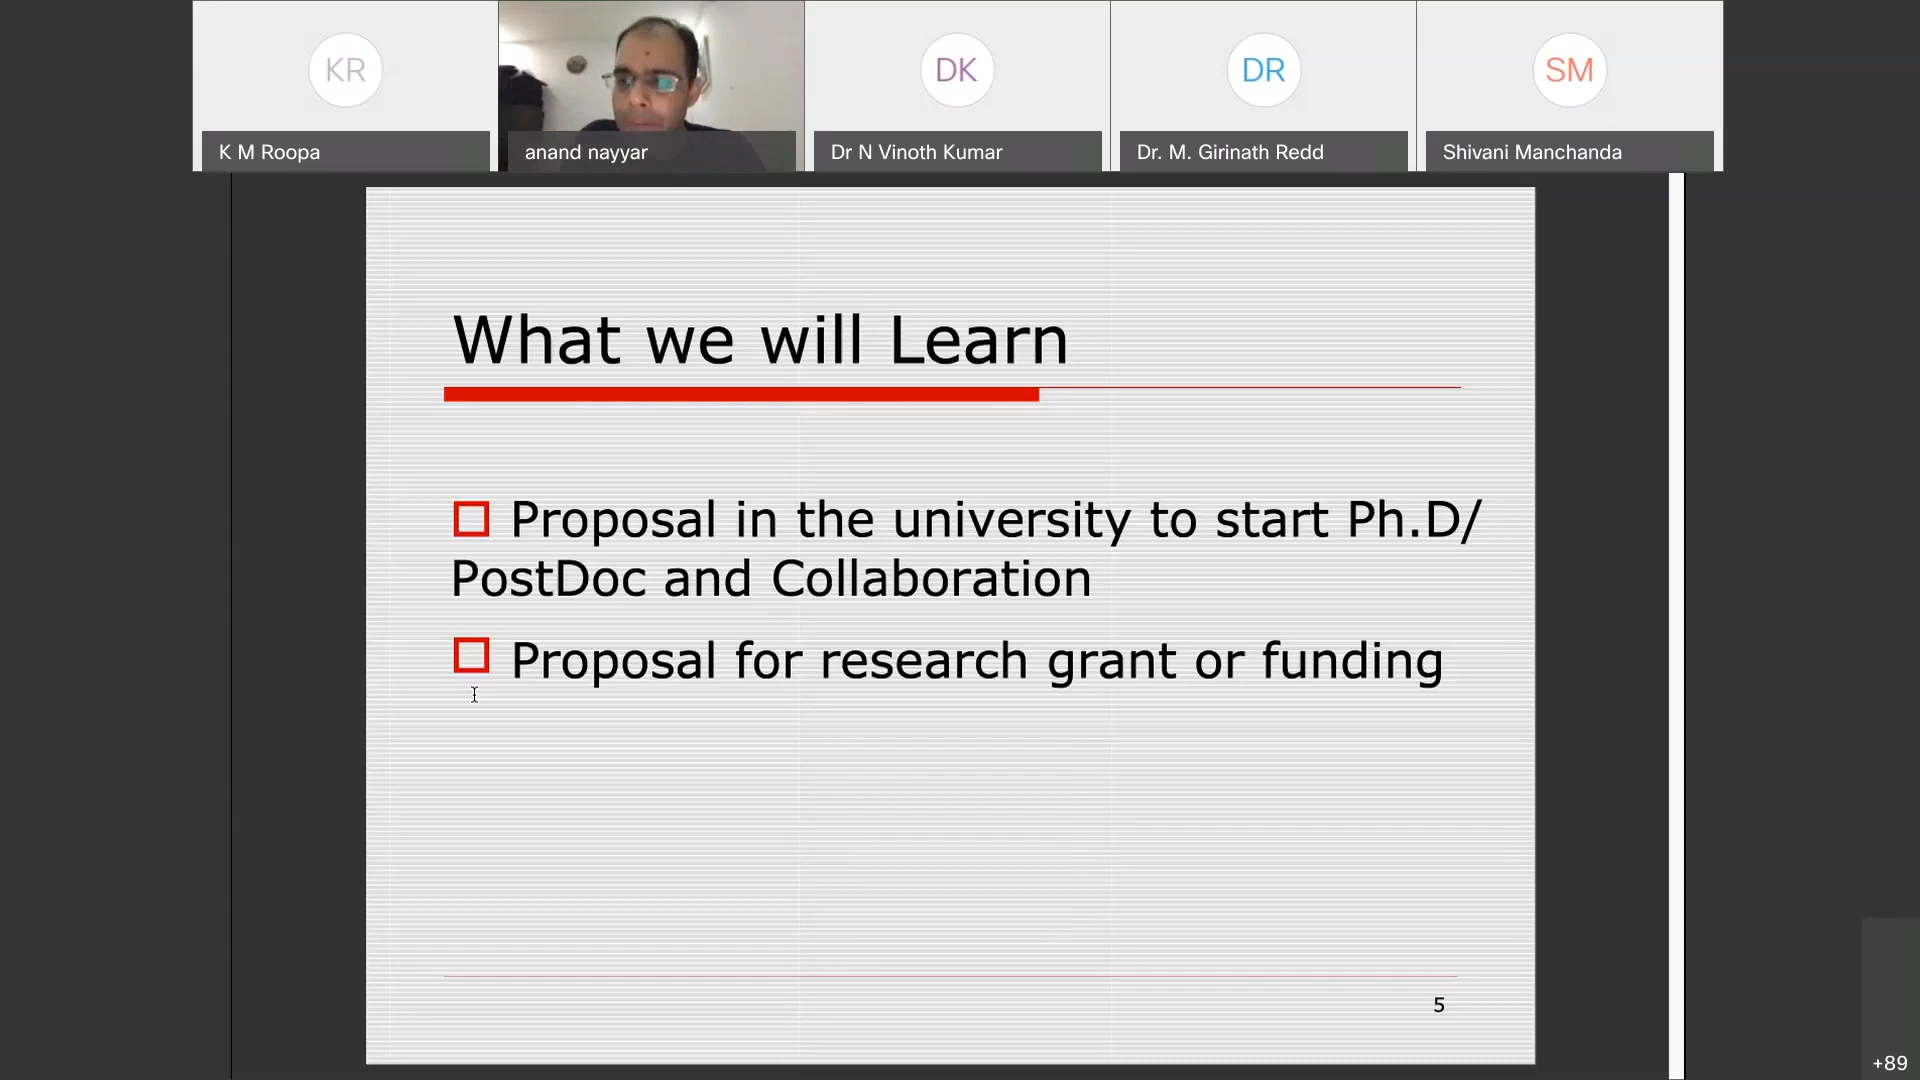 KR
DK
DR
SM
K M Roopa
anand nayyar
Dr N Vinoth Kumar
Dr. M. Girinath Redd
Shivani Manchanda
What we will Learn
Proposal in the university to start Ph.D/
PostDoc and Collaboration
Proposal for research grant or funding
5
+89